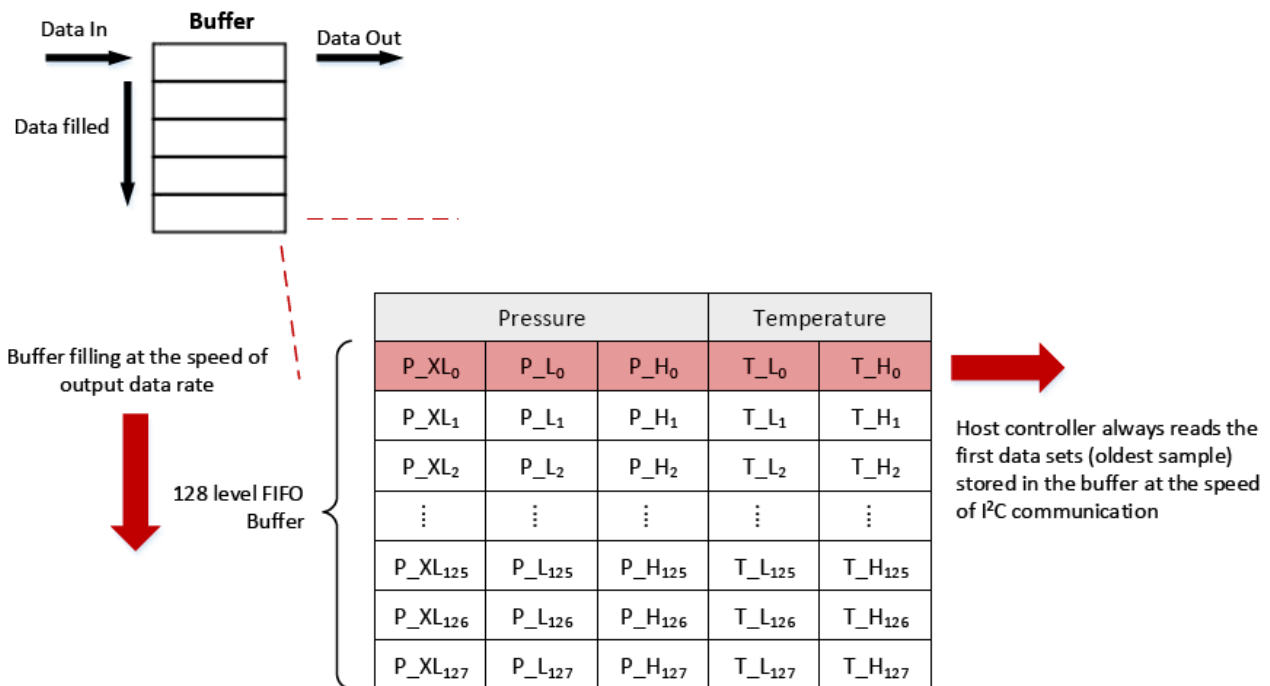 Buffer
Data In
Data Out
Data filled
Buffer filling at the speed of
output data rate
128 level FIFO
Buffer
Pressure Temperature
P_XL₀ P_L₀ P_H₀ T_L₀ T_H₀
P_XL₁ P_L₁ P_H₁ T_L₁ T_H₁
P_XL₂ P_L₂ P_H₂ T_L₂ T_H₂
⋮ ⋮ ⋮ ⋮ ⋮
P_XL₁₂₅ P_L₁₂₅ P_H₁₂₅ T_L₁₂₅ T_H₁₂₅
P_XL₁₂₆ P_L₁₂₆ P_H₁₂₆ T_L₁₂₆ T_H₁₂₆
P_XL₁₂₇ P_L₁₂₇ P_H₁₂₇ T_L₁₂₇ T_H₁₂₇
Host controller always reads the
first data sets (oldest sample)
stored in the buffer at the speed
of I²C communication